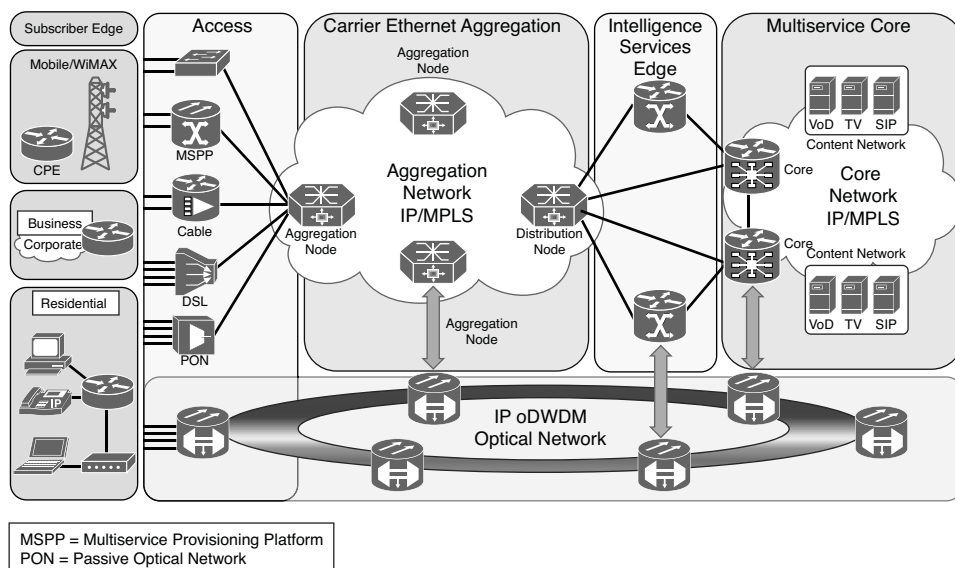 Subscriber Edge
Mobile/WiMAX
CPE
Business
Corporate
Residential
IP
Access
MSPP
Cable
DSL
PON
Carrier Ethernet Aggregation
Aggregation
Node
Aggregation
Network
IP/MPLS
Aggregation
Node
Distribution
Node
Aggregation
Node
Intelligence
Services
Edge
Multiservice Core
VoD TV SIP
Content Network
Core
Core
Network
IP/MPLS
Core
Content Network
VoD TV SIP
IP oDWDM
Optical Network
MSPP = Multiservice Provisioning Platform
PON = Passive Optical Network